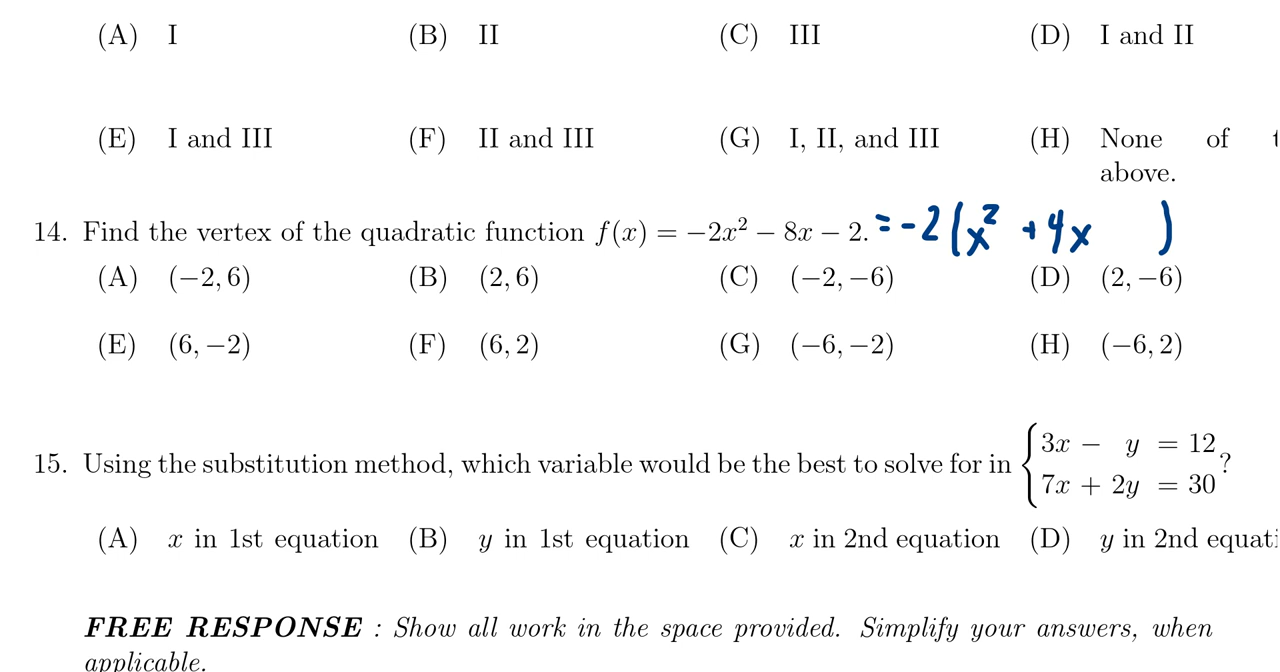 (A) I (B) II (C) III (D) I and II
(E) I and III (F) II and III (G) I, II, and III (H) None of
above.
14. Find the vertex of the quadratic function f(x) = −2x² − 8x − 2. = -2(x² + 4x )
(A) (−2, 6) (B) (2, 6) (C) (−2, −6) (D) (2, −6)
(E) (6, −2) (F) (6, 2) (G) (−6, −2) (H) (−6, 2)
15. Using the substitution method, which variable would be the best to solve for in { 3x − y = 12
7x + 2y = 30 ?
(A) x in 1st equation (B) y in 1st equation (C) x in 2nd equation (D) y in 2nd equati
FREE RESPONSE : Show all work in the space provided. Simplify your answers, when
applicable.